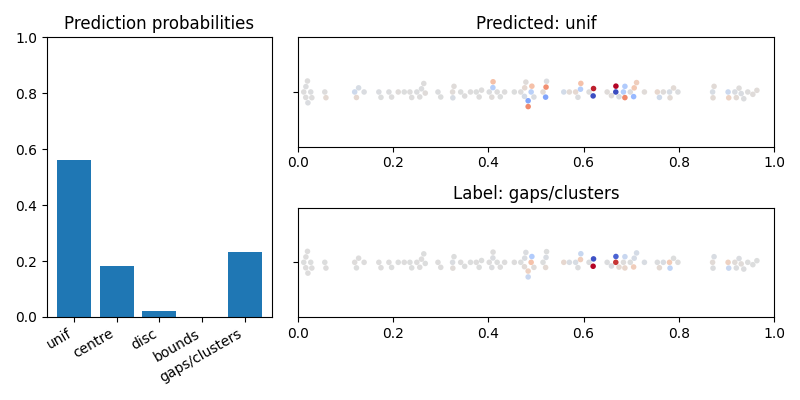 Prediction probabilities
1.0
0.8
0.6
0.4
0.2
0.0
unif
centre
disc
bounds
gaps/clusters
Predicted: unif
0.0 0.2 0.4 0.6 0.8 1.0
Label: gaps/clusters
0.0 0.2 0.4 0.6 0.8 1.0